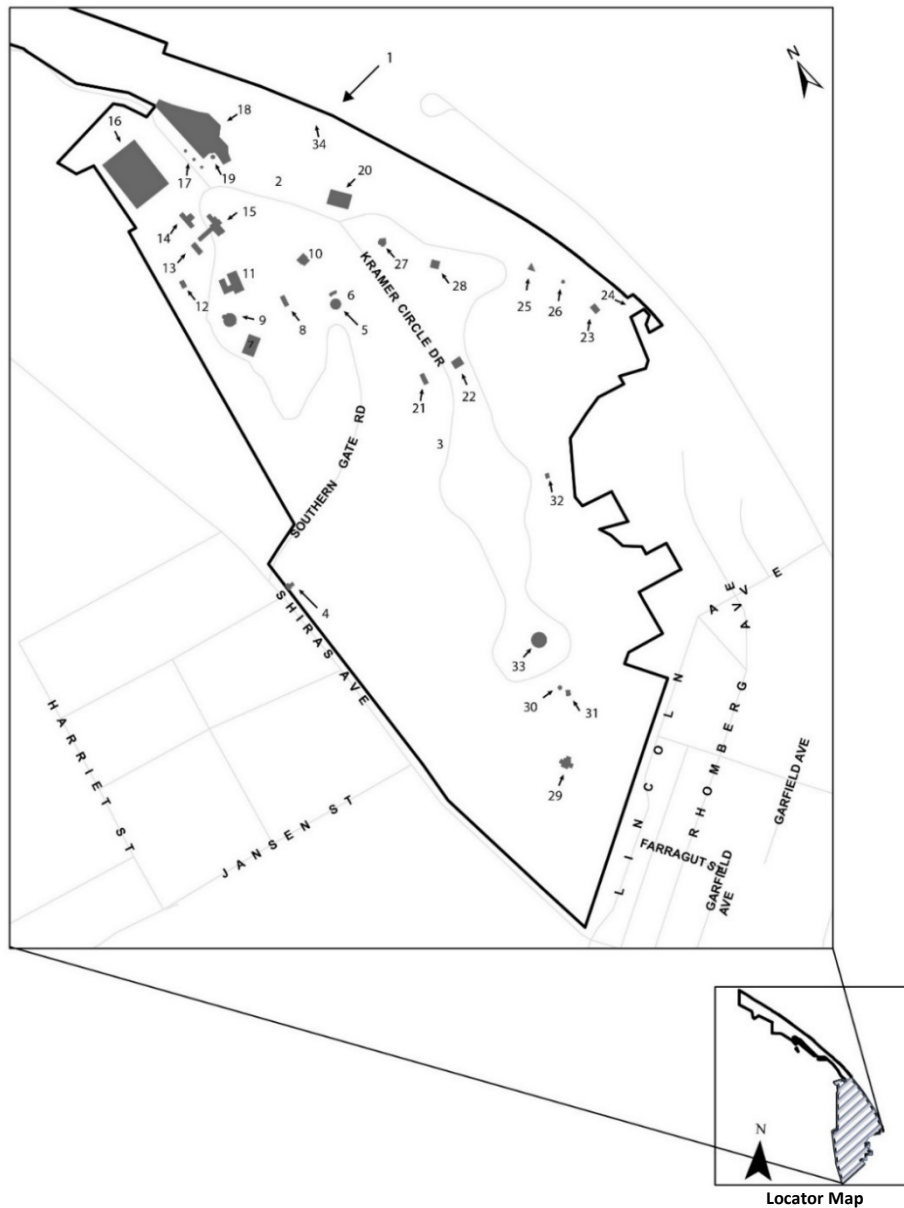 1
N
18
16
34
17
19
2
20
15
14
13
27
10
28
25
26
24
11
12
6
23
9
8
5
7
KRAMER CIRCLE DR
22
21
3
SOUTHERN GATE RD
32
4
SHIRAS AVE
33
30
31
29
HARRIET ST
JANSEN ST
LINCOLN AVE
RHOMBERG AVE
GARFIELD AVE
FARRAGUT ST
GARFIELD
AVE
N
Locator Map